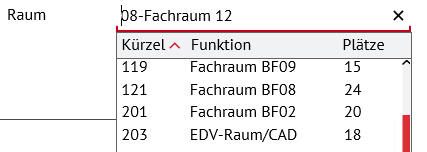 Raum 08-Fachraum 12
Kürzel Funktion Plätze
119 Fachraum BF09 15
121 Fachraum BF08 24
201 Fachraum BF02 20
203 EDV-Raum/CAD 18